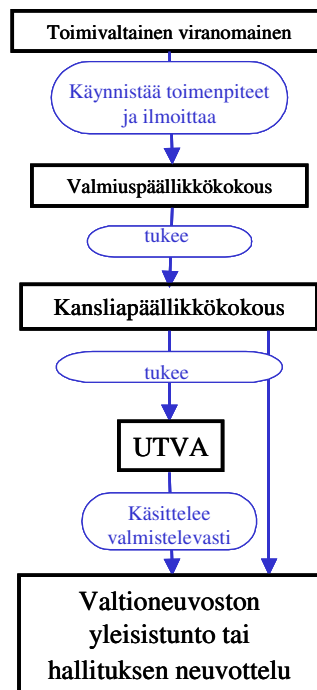 Toimivaltainen viranomainen
Käynnistää toimenpiteet
ja ilmoittaa
Valmiuspäällikkökokous
tukee
Kansliapäällikkökokous
tukee
UTVA
Käsittelee
valmistelevasti
Valtioneuvoston
yleisistunto tai
hallituksen neuvottelu